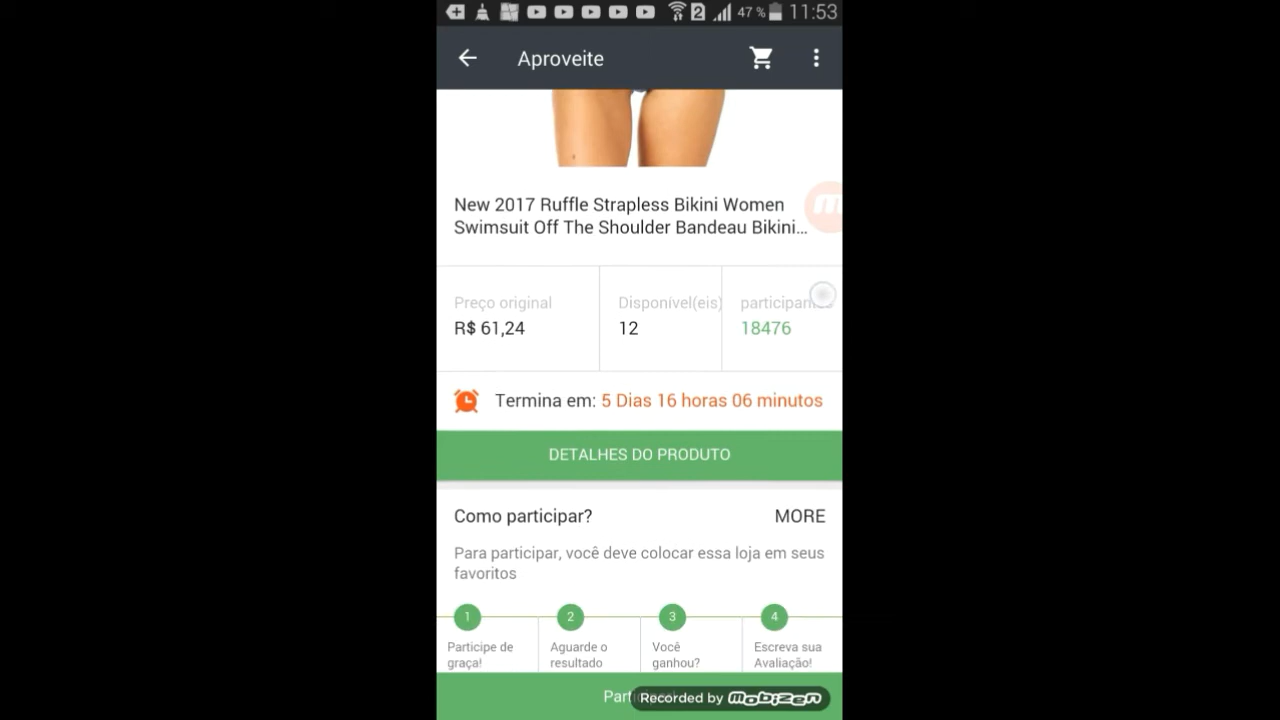 2 47 % 11:53
Aproveite
New 2017 Ruffle Strapless Bikini Women
Swimsuit Off The Shoulder Bandeau Bikini…
Preço original
Disponível(eis)
R$ 61,24
12
18476
Termina em: 5 Dias 16 horas 06 minutos
DETALHES DO PRODUTO
Como participar?
MORE
Para participar, você deve colocar essa loja em seus
favoritos
1
2
3
4
Participe de
graça!
Aguarde o
resultado
Você
ganhou?
Escreva sua
Avaliação!
Recorded by mobizen